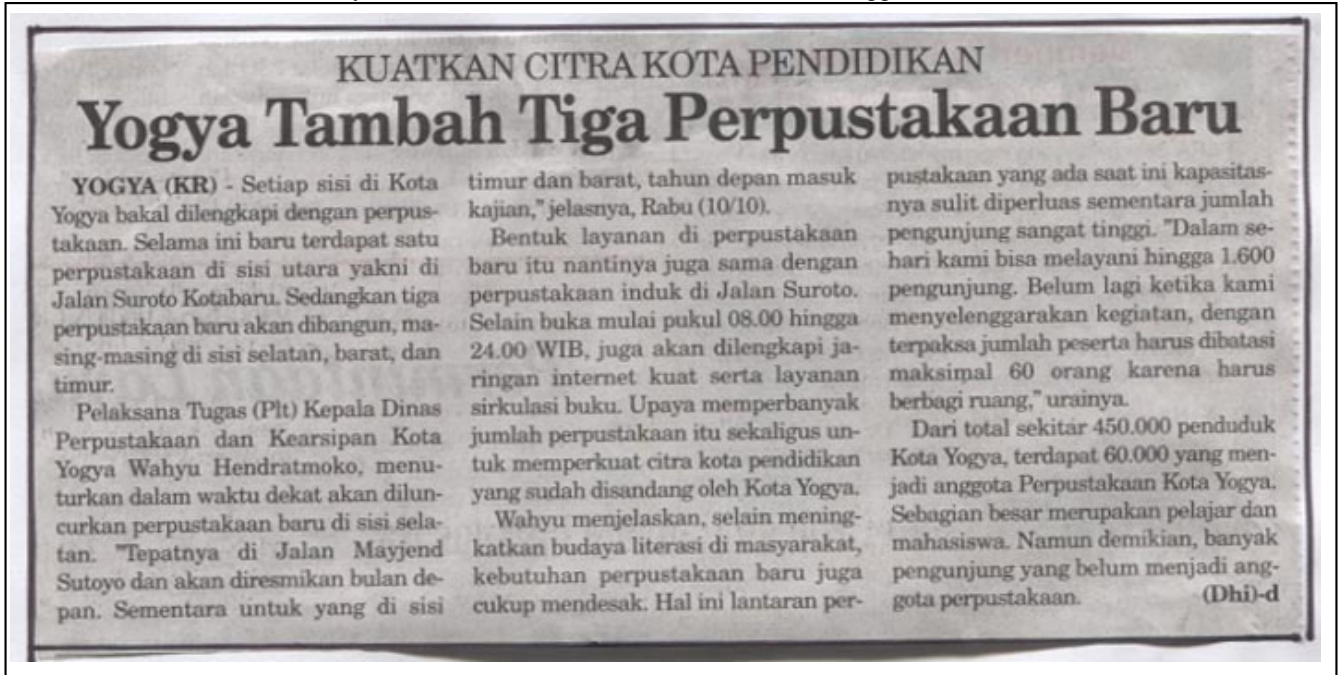 KUATKAN CITRA KOTA PENDIDIKAN
Yogya Tambah Tiga Perpustakaan Baru
YOGYA (KR) - Setiap sisi di Kota
Yogya bakal dilengkapi dengan perpus-
takaan. Selama ini baru terdapat satu
perpustakaan di sisi utara yakni di
Jalan Suroto Kotabaru. Sedangkan tiga
perpustakaan baru akan dibangun, ma-
sing-masing di sisi selatan, barat, dan
timur.
Pelaksana Tugas (Plt) Kepala Dinas
Perpustakaan dan Kearsipan Kota
Yogya Wahyu Hendratmoko, menu-
turkan dalam waktu dekat akan dilun-
curkan perpustakaan baru di sisi sela-
tan. "Tepatnya di Jalan Mayjend
Sutoyo dan akan diresmikan bulan de-
pan. Sementara untuk yang di sisi
timur dan barat, tahun depan masuk
kajian," jelasnya, Rabu (10/10).
Bentuk layanan di perpustakaan
baru itu nantinya juga sama dengan
perpustakaan induk di Jalan Suroto.
Selain buka mulai pukul 08.00 hingga
24.00 WIB, juga akan dilengkapi ja-
ringan internet kuat serta layanan
sirkulasi buku. Upaya memperbanyak
jumlah perpustakaan itu sekaligus un-
tuk memperkuat citra kota pendidikan
yang sudah disandang oleh Kota Yogya.
Wahyu menjelaskan, selain mening-
katkan budaya literasi di masyarakat,
kebutuhan perpustakaan baru juga
cukup mendesak. Hal ini lantaran per-
pustakaan yang ada saat ini kapasitas-
nya sulit diperluas sementara jumlah
pengunjung sangat tinggi. "Dalam se-
hari kami bisa melayani hingga 1.600
pengunjung. Belum lagi ketika kami
menyelenggarakan kegiatan, dengan
terpaksa jumlah peserta harus dibatasi
maksimal 60 orang karena harus
berbagi ruang," urainya.
Dari total sekitar 450.000 penduduk
Kota Yogya, terdapat 60.000 yang men-
jadi anggota Perpustakaan Kota Yogya.
Sebagian besar merupakan pelajar dan
mahasiswa. Namun demikian, banyak
pengunjung yang belum menjadi ang-
gota perpustakaan. (Dhi)-d